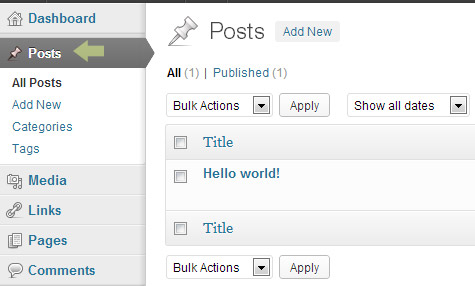 Dashboard
Posts
All Posts
Add New
Categories
Tags
Media
Links
Pages
Comments
Posts Add New
All (1) | Published (1)
Bulk Actions Apply Show all dates
Title
Hello world!
Title
Bulk Actions Apply